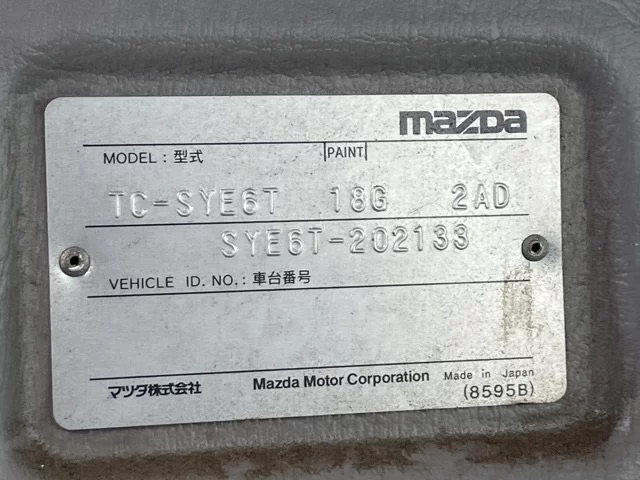 mazda
MODEL：型式 PAINT
TC-SYE6T 18G 2AD
SYE6T-202133
VEHICLE ID. NO.：車台番号
マツダ株式会社 Mazda Motor Corporation Made in Japan
(8595B)